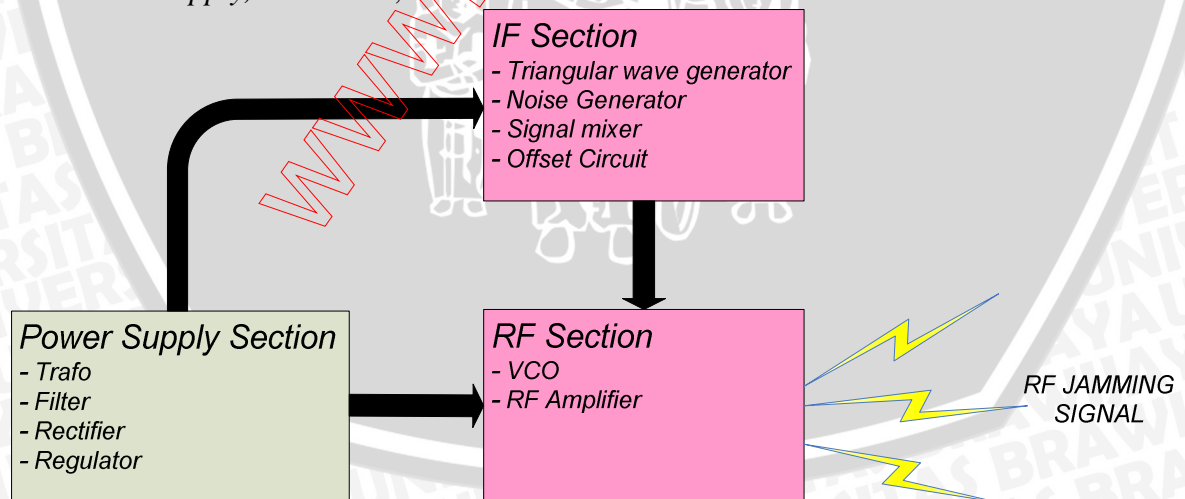 IF Section
- Triangular wave generator
- Noise Generator
- Signal mixer
- Offset Circuit
Power Supply Section
- Trafo
- Filter
- Rectifier
- Regulator
RF Section
- VCO
- RF Amplifier
RF JAMMING
SIGNAL